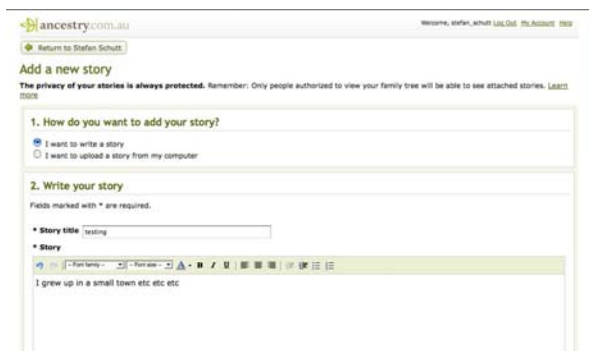 ancestry.com.au
Welcome, stefan_schutt Log Out My Account Help
Return to Stefan Schutt
Add a new story
The privacy of your stories is always protected. Remember: Only people authorized to view your family tree will be able to see attached stories. Learn
more
1. How do you want to add your story?
I want to write a story
I want to upload a story from my computer
2. Write your story
Fields marked with * are required.
* Story title testing
* Story
-- Font family -- -- Font size -- A B I U
I grew up in a small town etc etc etc